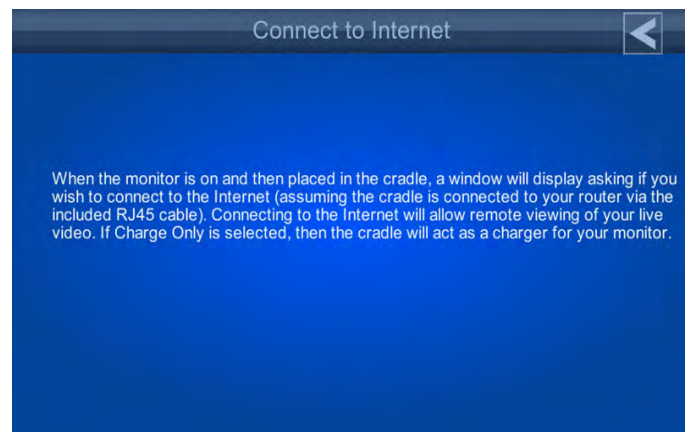 Connect to Internet
When the monitor is on and then placed in the cradle, a window will display asking if you
wish to connect to the Internet (assuming the cradle is connected to your router via the
included RJ45 cable). Connecting to the Internet will allow remote viewing of your live
video. If Charge Only is selected, then the cradle will act as a charger for your monitor.